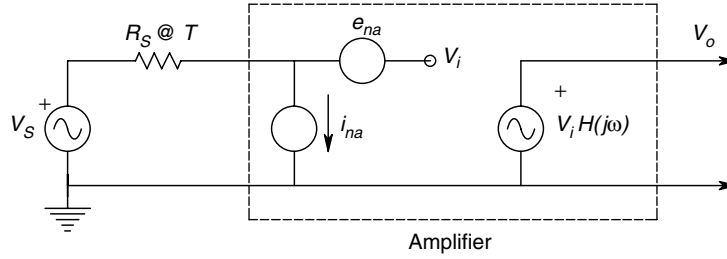 R_S @ T
e_na
V_i
V_o
+
V_S
i_na
+
V_i H(jω)
Amplifier